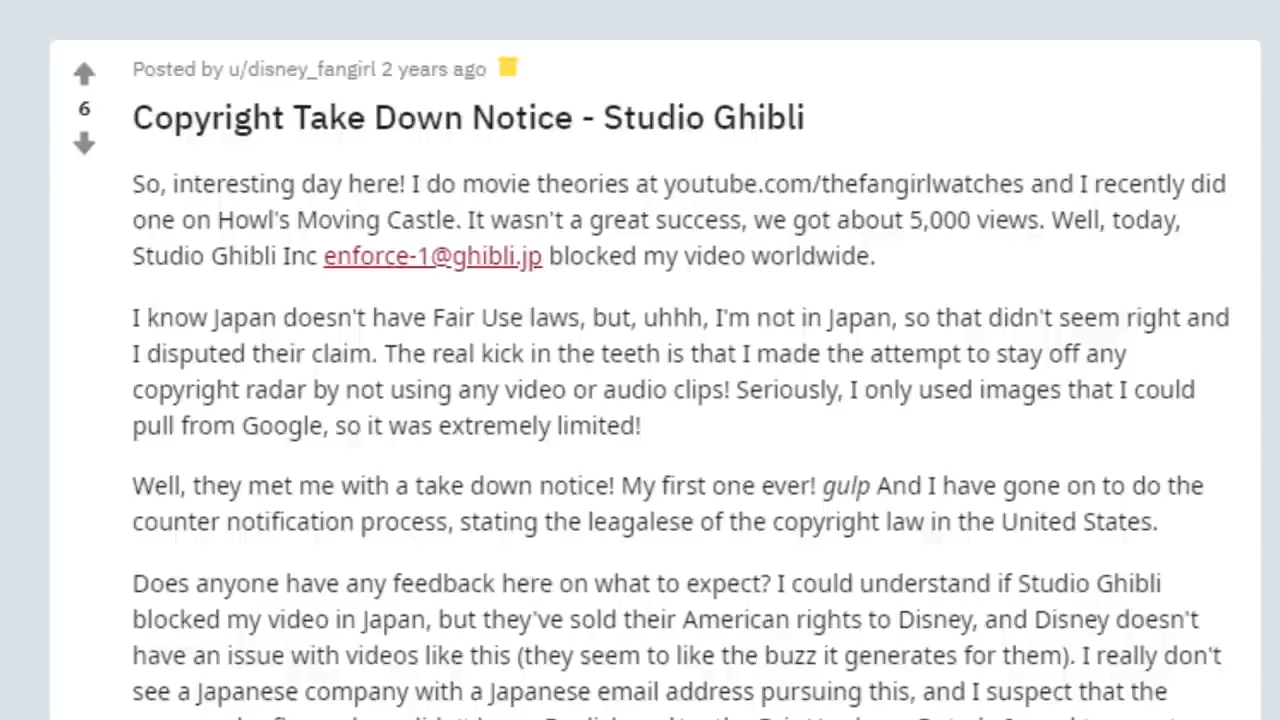 Posted by u/disney_fangirl 2 years ago
6
Copyright Take Down Notice - Studio Ghibli
So, interesting day here! I do movie theories at youtube.com/thefangirlwatches and I recently did
one on Howl's Moving Castle. It wasn't a great success, we got about 5,000 views. Well, today,
Studio Ghibli Inc enforce-1@ghibli.jp blocked my video worldwide.
I know Japan doesn't have Fair Use laws, but, uhhh, I'm not in Japan, so that didn't seem right and
I disputed their claim. The real kick in the teeth is that I made the attempt to stay off any
copyright radar by not using any video or audio clips! Seriously, I only used images that I could
pull from Google, so it was extremely limited!
Well, they met me with a take down notice! My first one ever! gulp And I have gone on to do the
counter notification process, stating the leagalese of the copyright law in the United States.
Does anyone have any feedback here on what to expect? I could understand if Studio Ghibli
blocked my video in Japan, but they've sold their American rights to Disney, and Disney doesn't
have an issue with videos like this (they seem to like the buzz it generates for them). I really don't
see a Japanese company with a Japanese email address pursuing this, and I suspect that the